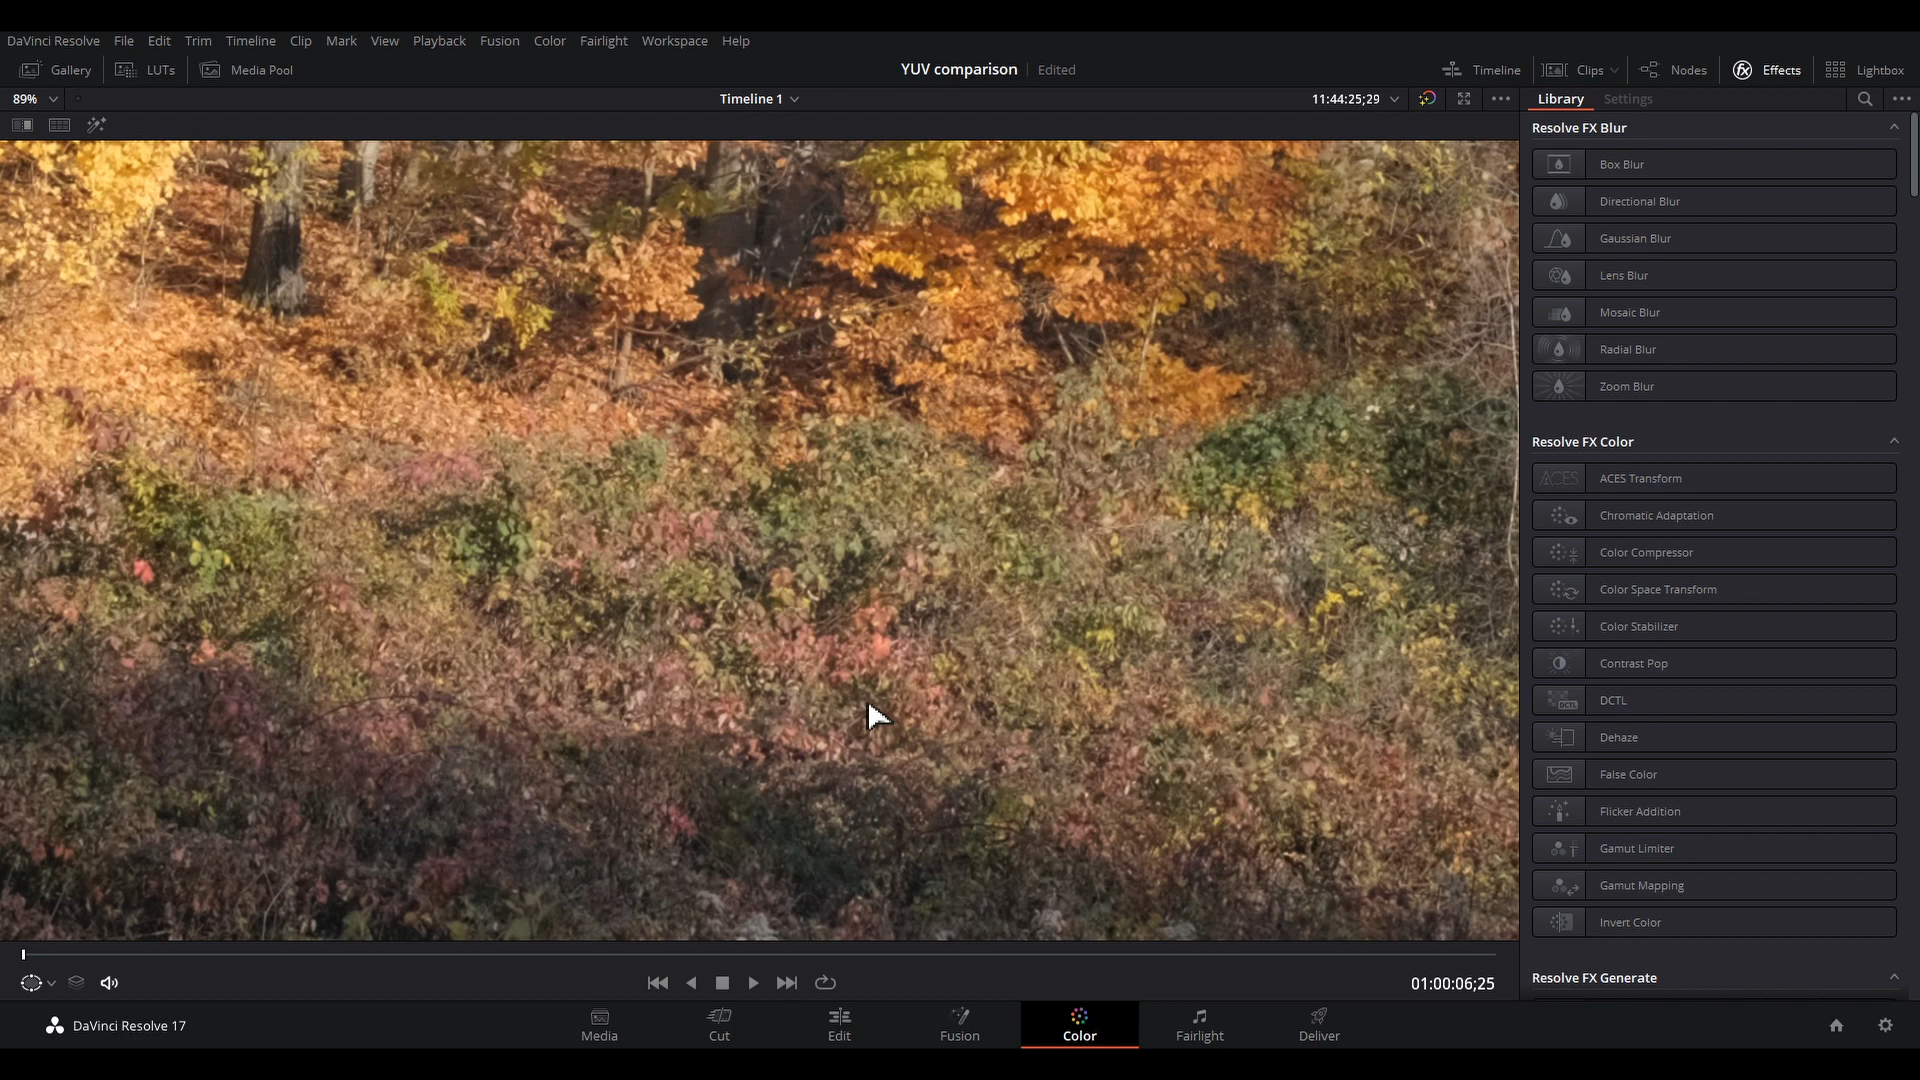 DaVinci Resolve File Edit Trim Timeline Clip Mark View Playback Fusion Color Fairlight Workspace Help
Gallery LUTs Media Pool YUV comparison Edited Timeline Clips Nodes Effects Lightbox
89% Timeline 1 11:44:25;29 Library Settings
Resolve FX Blur
Box Blur
Directional Blur
Gaussian Blur
Lens Blur
Mosaic Blur
Radial Blur
Zoom Blur
Resolve FX Color
ACES ACES Transform
Chromatic Adaptation
Color Compressor
Color Space Transform
Color Stabilizer
Contrast Pop
DCTL DCTL
Dehaze
False Color
Flicker Addition
Gamut Limiter
Gamut Mapping
Invert Color
Resolve FX Generate
01:00:06;25
DaVinci Resolve 17 Media Cut Edit Fusion Color Fairlight Deliver